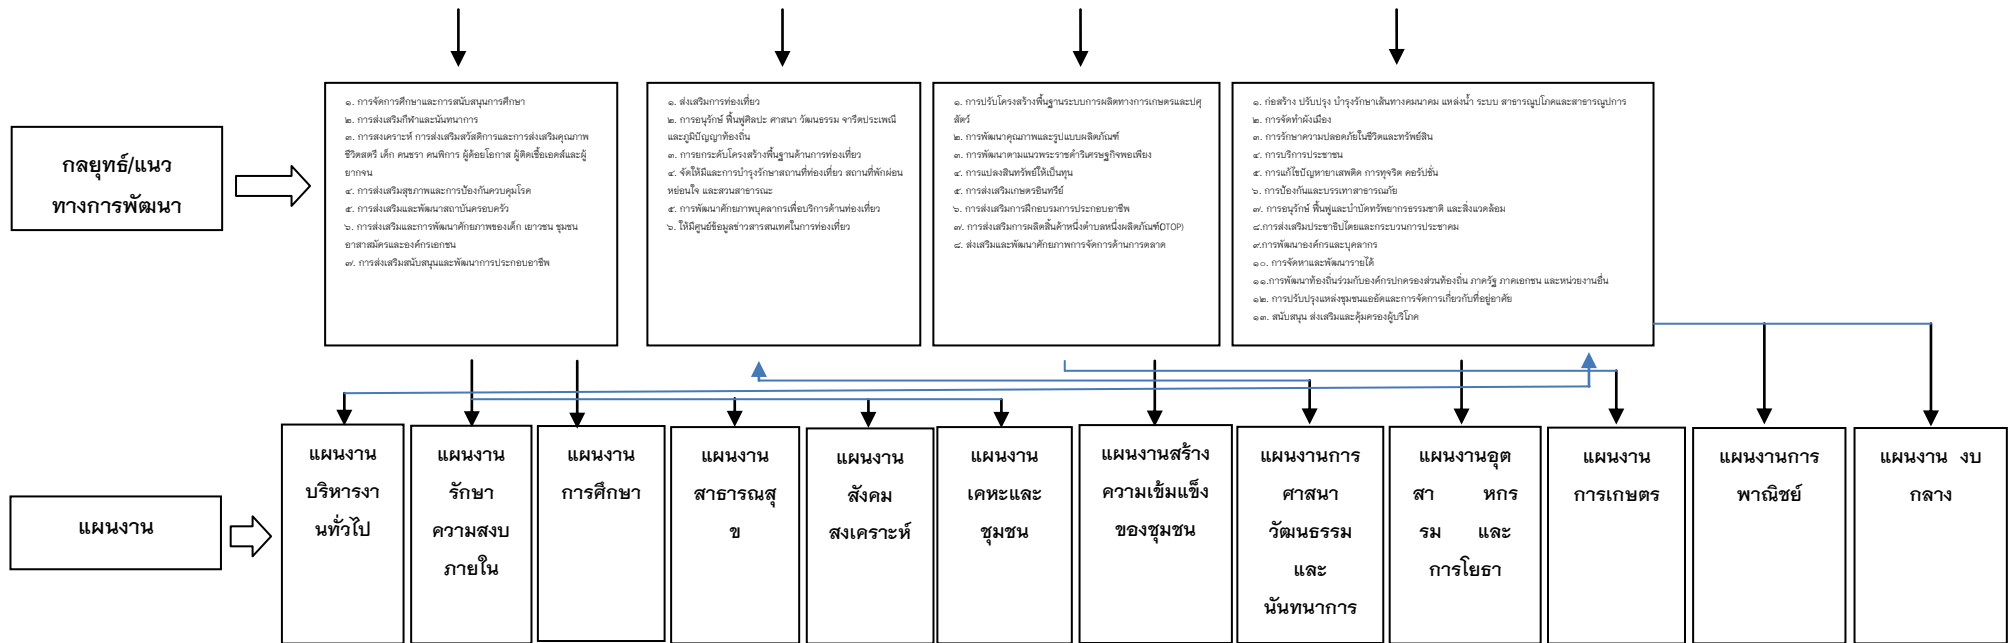 กลยุทธ์/แนว
ทางการพัฒนา
๑. การจัดการศึกษาและการสนับสนุนการศึกษา
๒. การส่งเสริมกีฬาและนันทนาการ
๓. การสงเคราะห์ การส่งเสริมสวัสดิการและการส่งเสริมคุณภาพ
ชีวิตสตรี เด็ก คนชรา คนพิการ ผู้ด้อยโอกาส ผู้ติดเชื้อเอดส์และผู้
ยากจน
๔. การส่งเสริมสุขภาพและการป้องกันควบคุมโรค
๕. การส่งเสริมและพัฒนาสถาบันครอบครัว
๖. การส่งเสริมและการพัฒนาศักยภาพของเด็ก เยาวชน ชุมชน
อาสาสมัครและองค์กรเอกชน
๗. การส่งเสริมสนับสนุนและพัฒนาการประกอบอาชีพ
๑. ส่งเสริมการท่องเที่ยว
๒. การอนุรักษ์ ฟื้นฟูศิลปะ ศาสนา วัฒนธรรม จารีตประเพณี
และภูมิปัญญาท้องถิ่น
๓. การยกระดับโครงสร้างพื้นฐานด้านการท่องเที่ยว
๔. จัดให้มีและการบำรุงรักษาสถานที่ท่องเที่ยว สถานที่พักผ่อน
หย่อนใจ และสวนสาธารณะ
๕. การพัฒนาศักยภาพบุคลากรเพื่อบริการด้านท่องเที่ยว
๖. ให้มีศูนย์ข้อมูลข่าวสารสนเทศในการท่องเที่ยว
๑. การปรับโครงสร้างพื้นฐานระบบการผลิตทางการเกษตรและปศุ
สัตว์
๒. การพัฒนาคุณภาพและรูปแบบผลิตภัณฑ์
๓. การพัฒนาตามแนวพระราชดำริเศรษฐกิจพอเพียง
๔. การแปลงสินทรัพย์ให้เป็นทุน
๕. การส่งเสริมเกษตรอินทรีย์
๖. การส่งเสริมการฝึกอบรมการประกอบอาชีพ
๗. การส่งเสริมการผลิตสินค้าหนึ่งตำบลหนึ่งผลิตภัณฑ์(OTOP)
๘. ส่งเสริมและพัฒนาศักยภาพการจัดการด้านการตลาด
๑. ก่อสร้าง ปรับปรุง บำรุงรักษาเส้นทางคมนาคม แหล่งน้ำ ระบบ สาธารณูปโภคและสาธารณูปการ
๒. การจัดทำผังเมือง
๓. การรักษาความปลอดภัยในชีวิตและทรัพย์สิน
๔. การบริการประชาชน
๕. การแก้ไขปัญหายาเสพติด การทุจริต คอรัปชั่น
๖. การป้องกันและบรรเทาสาธารณภัย
๗. การอนุรักษ์ ฟื้นฟูและบำบัดทรัพยากรธรรมชาติ และสิ่งแวดล้อม
๘.การส่งเสริมประชาธิปไตยและกระบวนการประชาคม
๙.การพัฒนาองค์กรและบุคลากร
๑๐. การจัดหาและพัฒนารายได้
๑๑.การพัฒนาท้องถิ่นร่วมกับองค์กรปกครองส่วนท้องถิ่น ภาครัฐ ภาคเอกชน และหน่วยงานอื่น
๑๒. การปรับปรุงแหล่งชุมชนแออัดและการจัดการเกี่ยวกับที่อยู่อาศัย
๑๓. สนับสนุน ส่งเสริมและคุ้มครองผู้บริโภค
แผนงาน
แผนงาน
บริหารงา
นทั่วไป
แผนงาน
รักษา
ความสงบ
ภายใน
แผนงาน
การศึกษา
แผนงาน
สาธารณสุ
ข
แผนงาน
สังคม
สงเคราะห์
แผนงาน
เคหะและ
ชุมชน
แผนงานสร้าง
ความเข้มแข็ง
ของชุมชน
แผนงานการ
ศาสนา
วัฒนธรรม
และ
นันทนาการ
แผนงานอุต
สา หกร
รม และ
การโยธา
แผนงาน
การเกษตร
แผนงานการ
พาณิชย์
แผนงาน งบ
กลาง